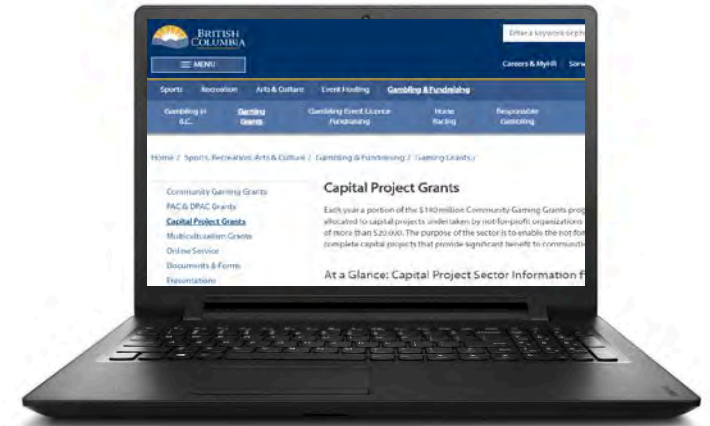 BRITISH
COLUMBIA
Enter a keyword or phr
MENU
Careers & MyHR
Sports Recreation Arts & Culture Event Hosting Gambling & Fundraising
Gambling in
B.C.
Gaming
Grants
Gambling Event Licence
Fundraising
Horse
Racing
Responsible
Gambling
Home / Sports, Recreation, Arts & Culture / Gambling & Fundraising / Gaming Grants /
Community Gaming Grants
PAC & DPAC Grants
Capital Project Grants
Multiculturalism Grants
Online Service
Documents & Forms
Presentations
Capital Project Grants
Each year a portion of the $140 million Community Gaming Grants prog
allocated to capital projects undertaken by not-for-profit organizations
of more than $20,000. The purpose of the sector is to enable the not for
complete capital projects that provide significant benefit to communiti
At a Glance: Capital Project Sector Information f